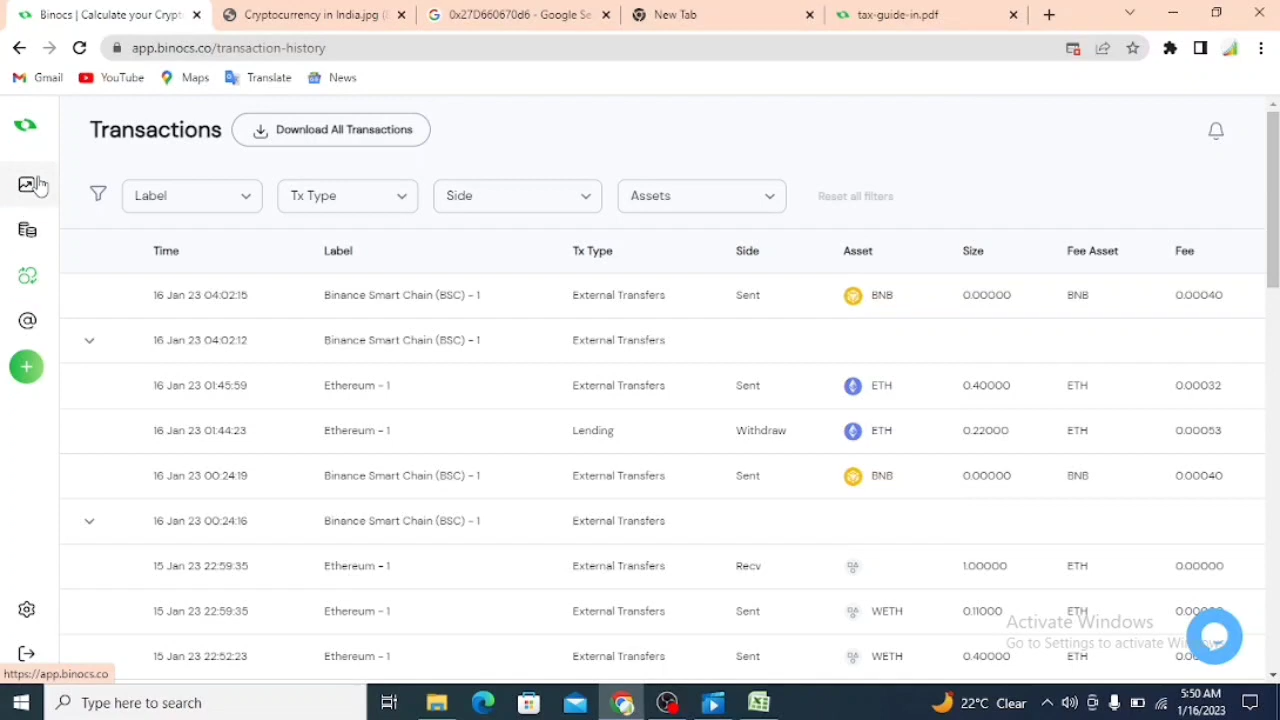 Binocs | Calculate your Crypt
Cryptocurrency in India.jpg (
0x27D660670d6 - Google Se
New Tab
tax-guide-in.pdf
app.binocs.co/transaction-history
Gmail
YouTube
Maps
Translate
News
Transactions
Download All Transactions
Label
Tx Type
Side
Assets
Reset all filters
Time Label Tx Type Side Asset Size Fee Asset Fee
16 Jan 23 04:02:15 Binance Smart Chain (BSC) - 1 External Transfers Sent BNB 0.00000 BNB 0.00040
16 Jan 23 04:02:12 Binance Smart Chain (BSC) - 1 External Transfers
16 Jan 23 01:45:59 Ethereum - 1 External Transfers Sent ETH 0.40000 ETH 0.00032
16 Jan 23 01:44:23 Ethereum - 1 Lending Withdraw ETH 0.22000 ETH 0.00053
16 Jan 23 00:24:19 Binance Smart Chain (BSC) - 1 External Transfers Sent BNB 0.00000 BNB 0.00040
16 Jan 23 00:24:16 Binance Smart Chain (BSC) - 1 External Transfers
15 Jan 23 22:59:35 Ethereum - 1 External Transfers Recv 1.00000 ETH 0.00000
15 Jan 23 22:59:35 Ethereum - 1 External Transfers Sent WETH 0.11000 ETH
15 Jan 23 22:52:23 Ethereum - 1 External Transfers Sent WETH 0.40000 ETH
Activate Windows
Go to Settings to activate
https://app.binocs.co
Type here to search
22°C Clear
5:50 AM
1/16/2023